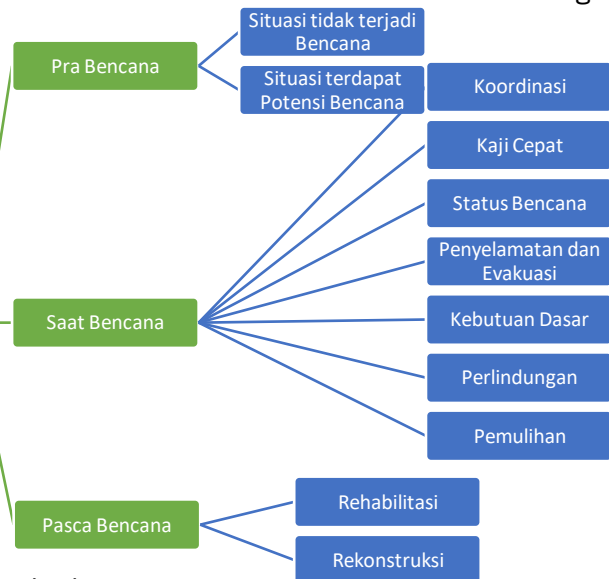 g
Situasi tidak terjadi
Bencana
Pra Bencana
Situasi terdapat
Potensi Bencana
Koordinasi
Kaji Cepat
Status Bencana
Penyelamatan dan
Evakuasi
Saat Bencana
Kebutuan Dasar
Perlindungan
Pemulihan
Pasca Bencana
Rehabilitasi
Rekonstruksi